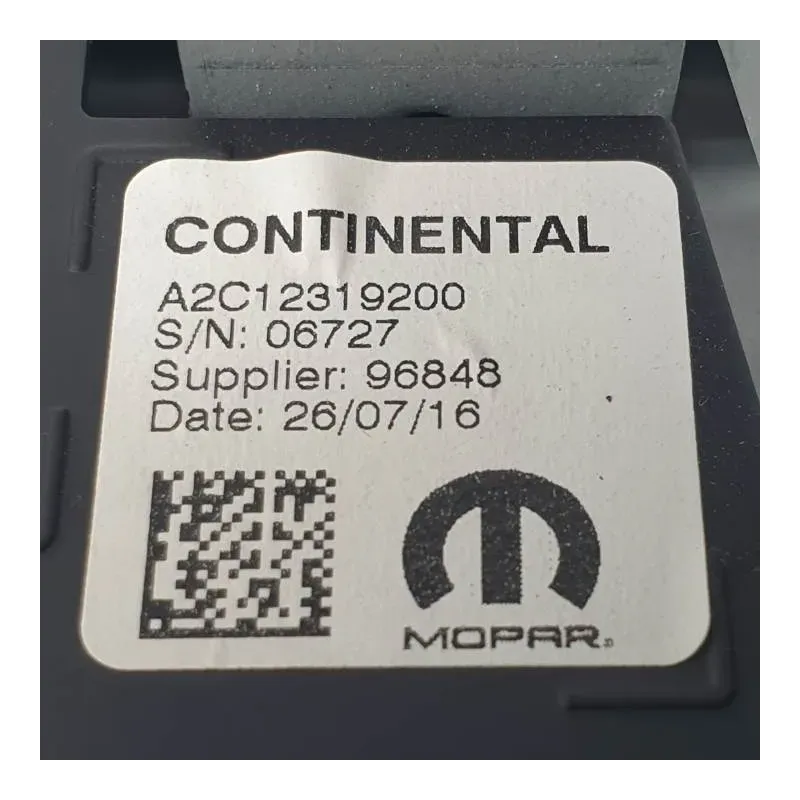 CONTINENTAL
A2C12319200
S/N: 06727
Supplier: 96848
Date: 26/07/16
MOPAR